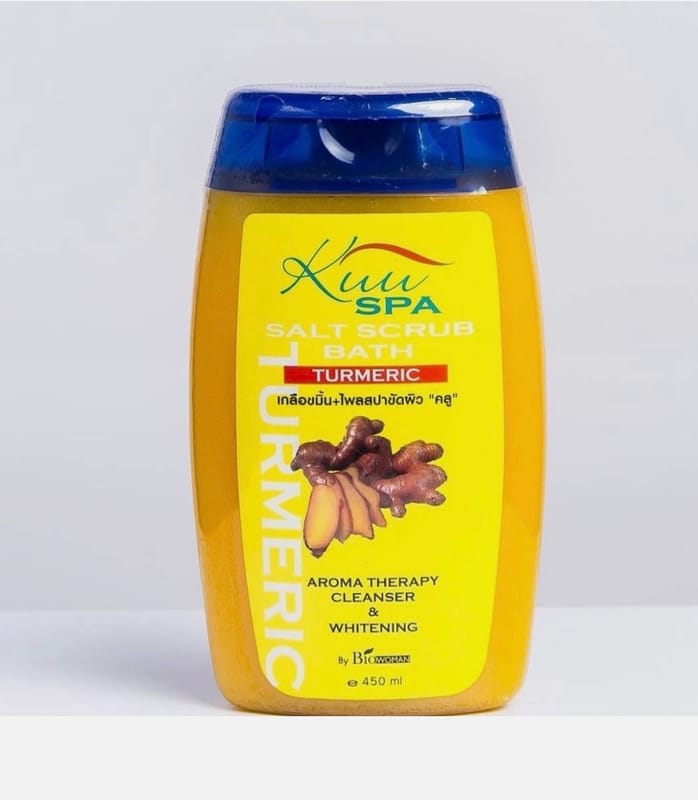 Kuu
SPA
SALT SCRUB
BATH
TURMERIC
เกลือขมิ้น+ไพลสปาขัดผิว "คลู"
TURMERIC
AROMA THERAPY
CLEANSER
&
WHITENING
By BioWOMAN
e 450 ml